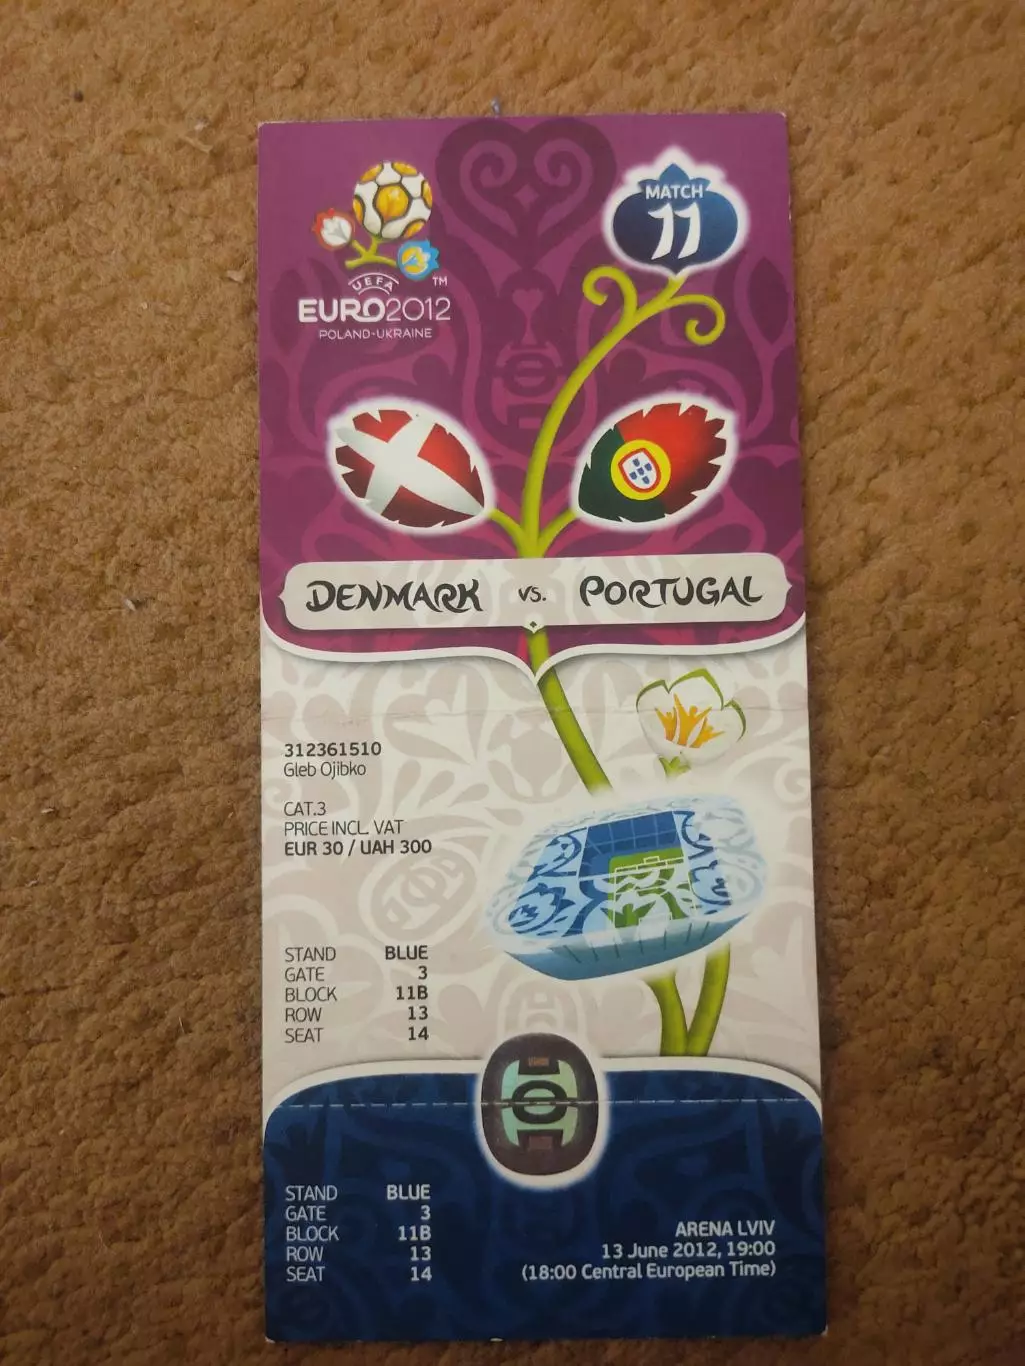 MATCH
11
UEFA
TM
EURO2012
POLAND-UKRAINE
DENMARK vs. PORTUGAL
312361510
Gleb Ojibko
CAT.3
PRICE INCL. VAT
EUR 30 / UAH 300
STAND BLUE
GATE 3
BLOCK 11B
ROW 13
SEAT 14
STAND BLUE
GATE 3
BLOCK 11B
ROW 13
SEAT 14
ARENA LVIV
13 June 2012, 19:00
(18:00 Central European Time)